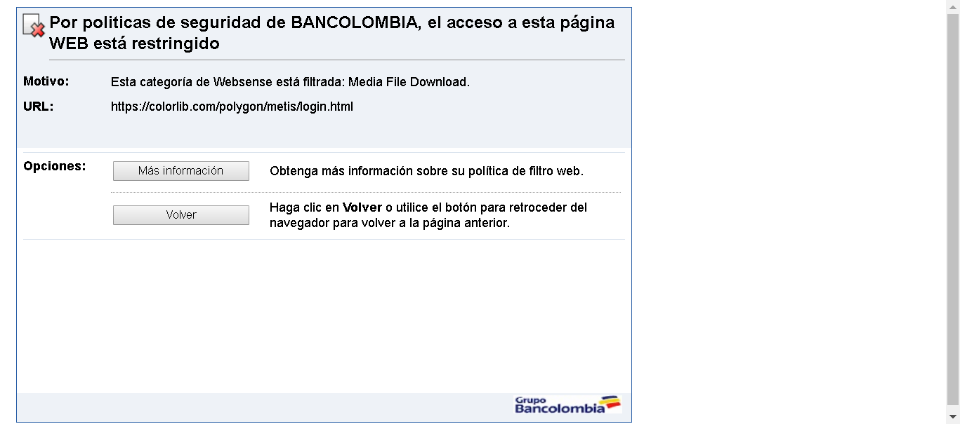 Por politicas de seguridad de BANCOLOMBIA, el acceso a esta página
WEB está restringido
Motivo: Esta categoría de Websense está filtrada: Media File Download.
URL: https://colorlib.com/polygon/metis/login.html
Opciones: Más información Obtenga más información sobre su política de filtro web.
Volver Haga clic en Volver o utilice el botón para retroceder del
navegador para volver a la página anterior.
Grupo
Bancolombia